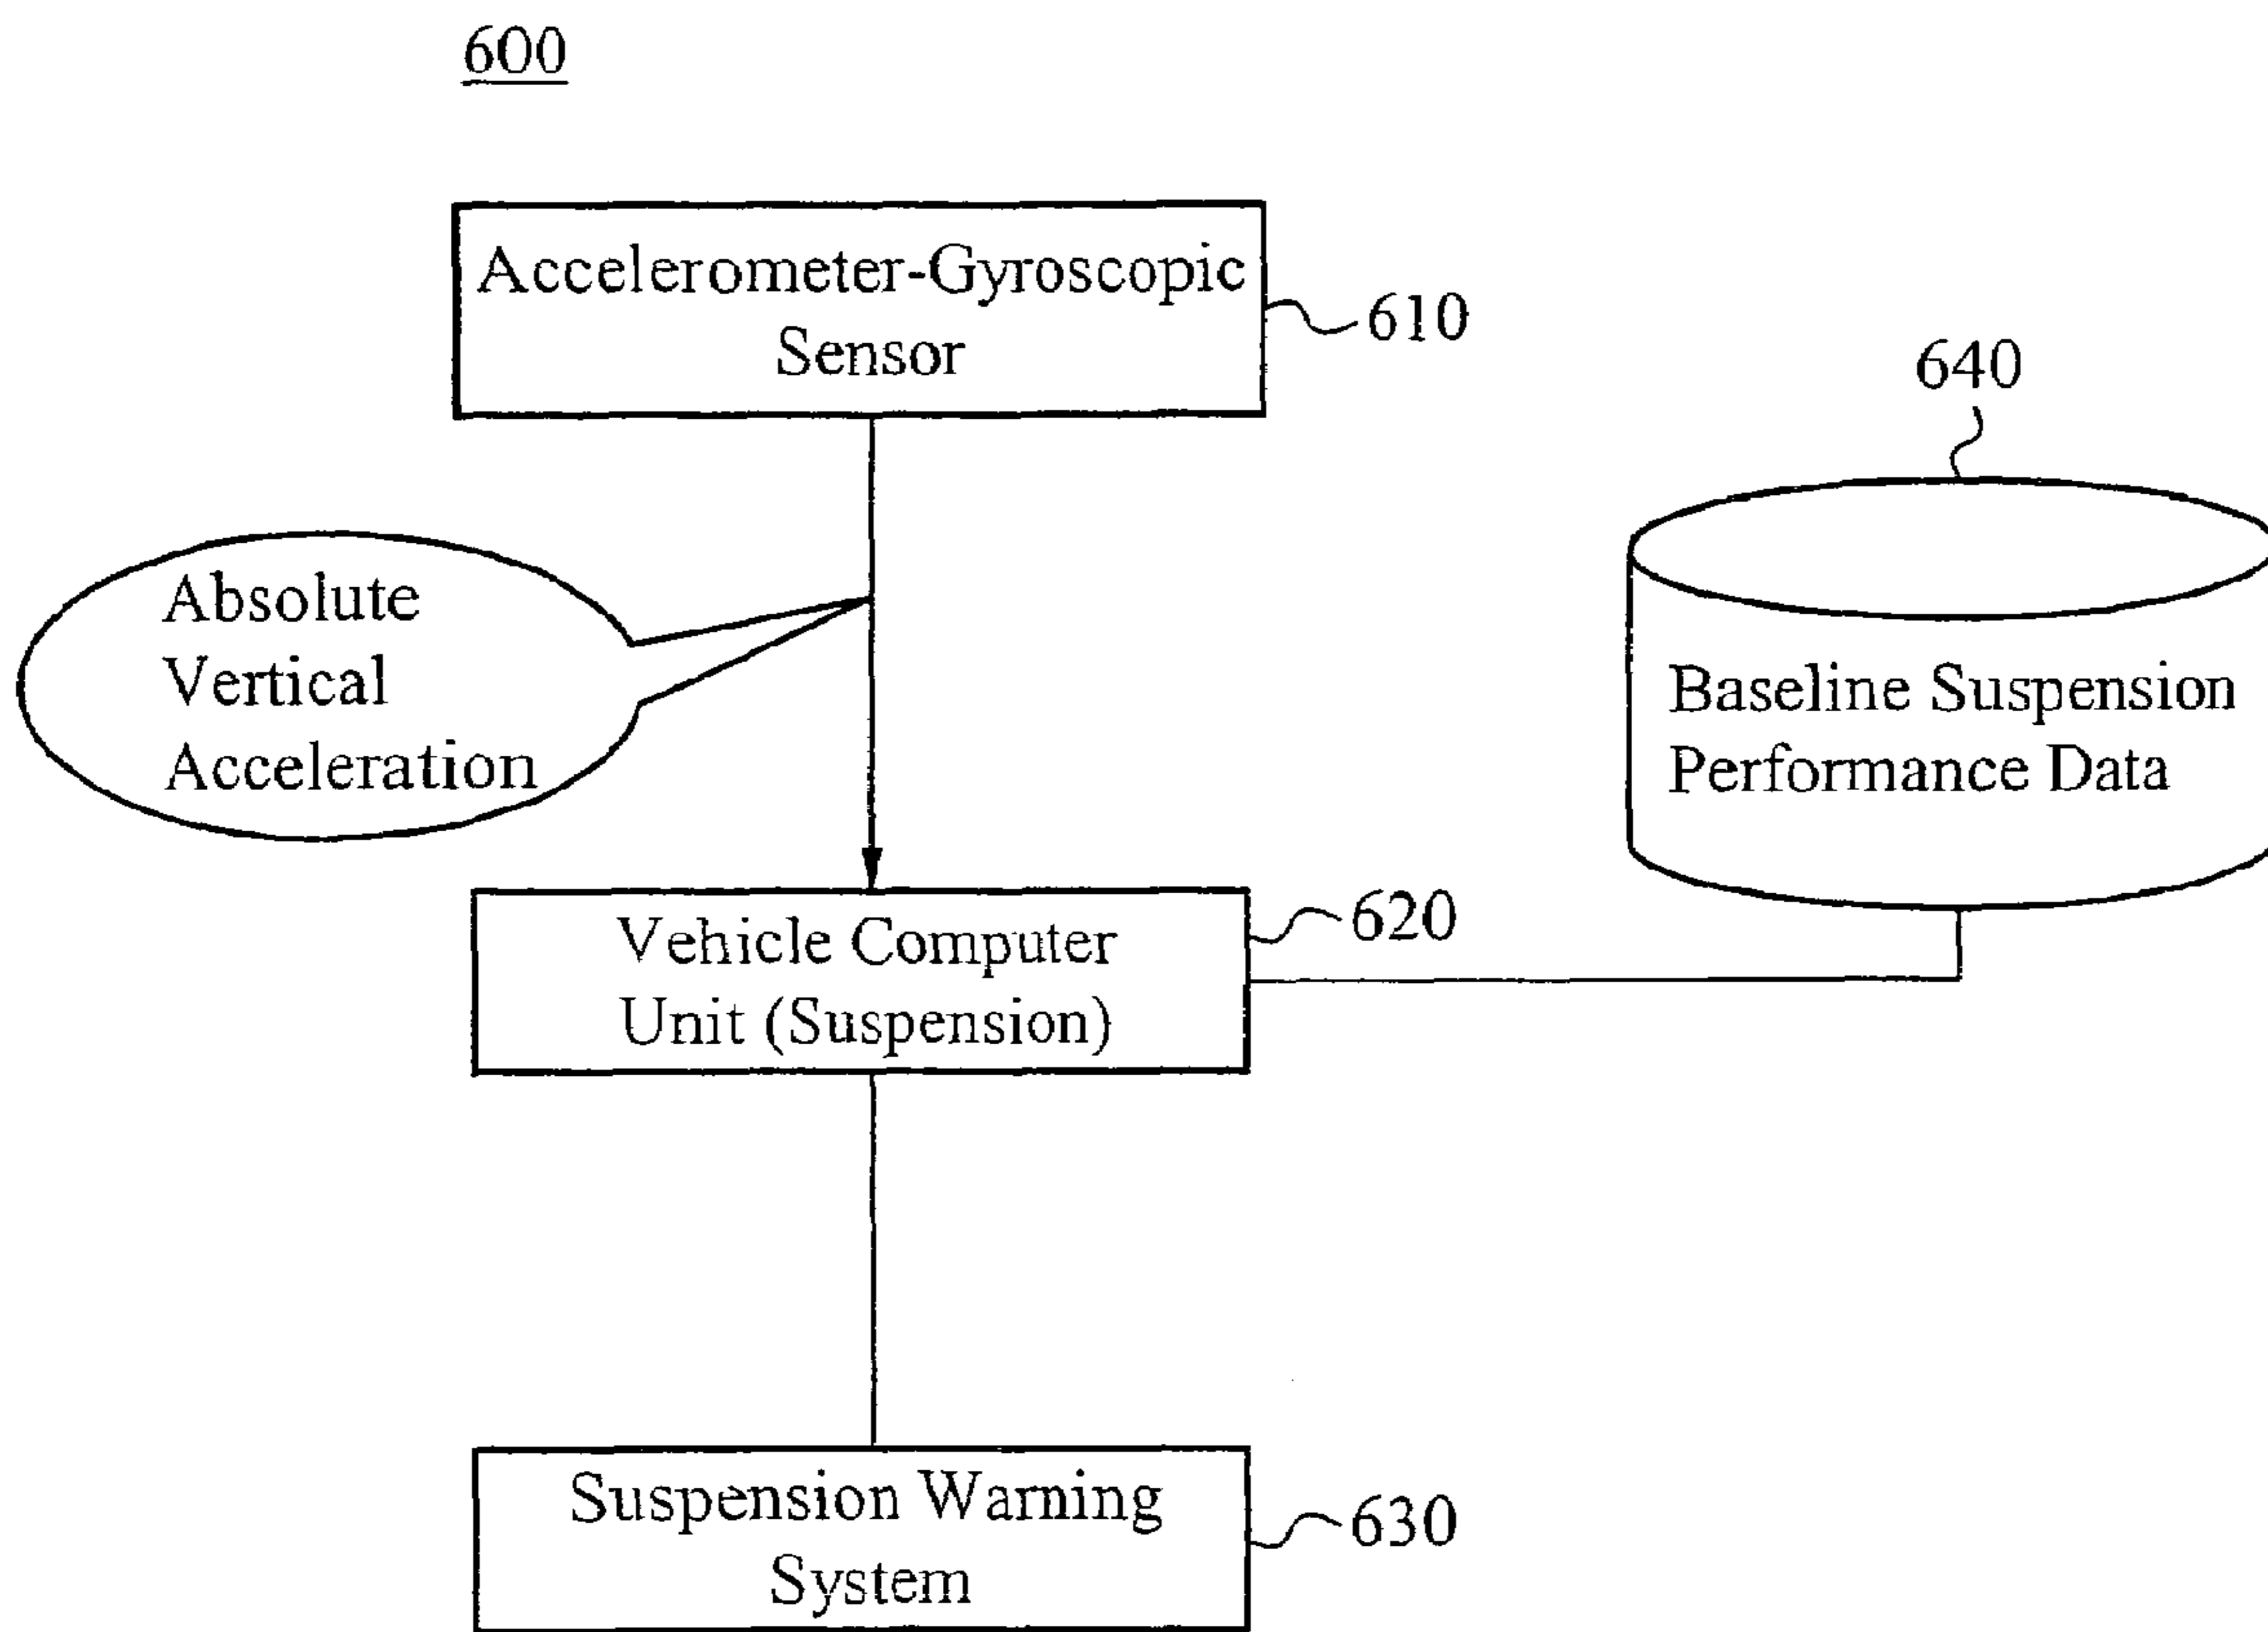 600
Accelerometer-Gyroscopic
Sensor
610
640
Absolute
Vertical
Acceleration
Baseline Suspension
Performance Data
Vehicle Computer
Unit (Suspension)
620
Suspension Warning
System
630